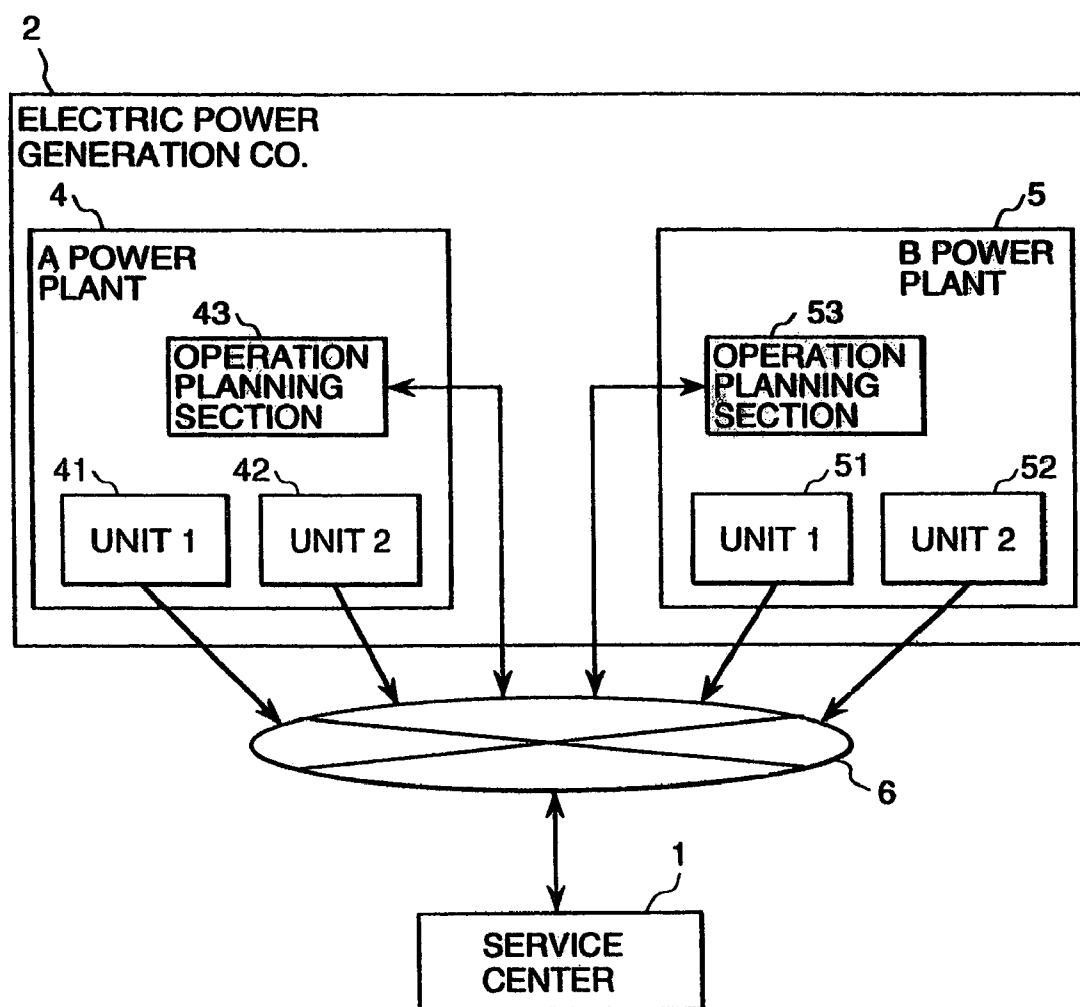 2
ELECTRIC POWER
GENERATION CO.
4
5
A POWER
PLANT
B POWER
PLANT
43
53
OPERATION
PLANNING
SECTION
OPERATION
PLANNING
SECTION
41
42
51
52
UNIT 1
UNIT 2
UNIT 1
UNIT 2
6
1
SERVICE
CENTER